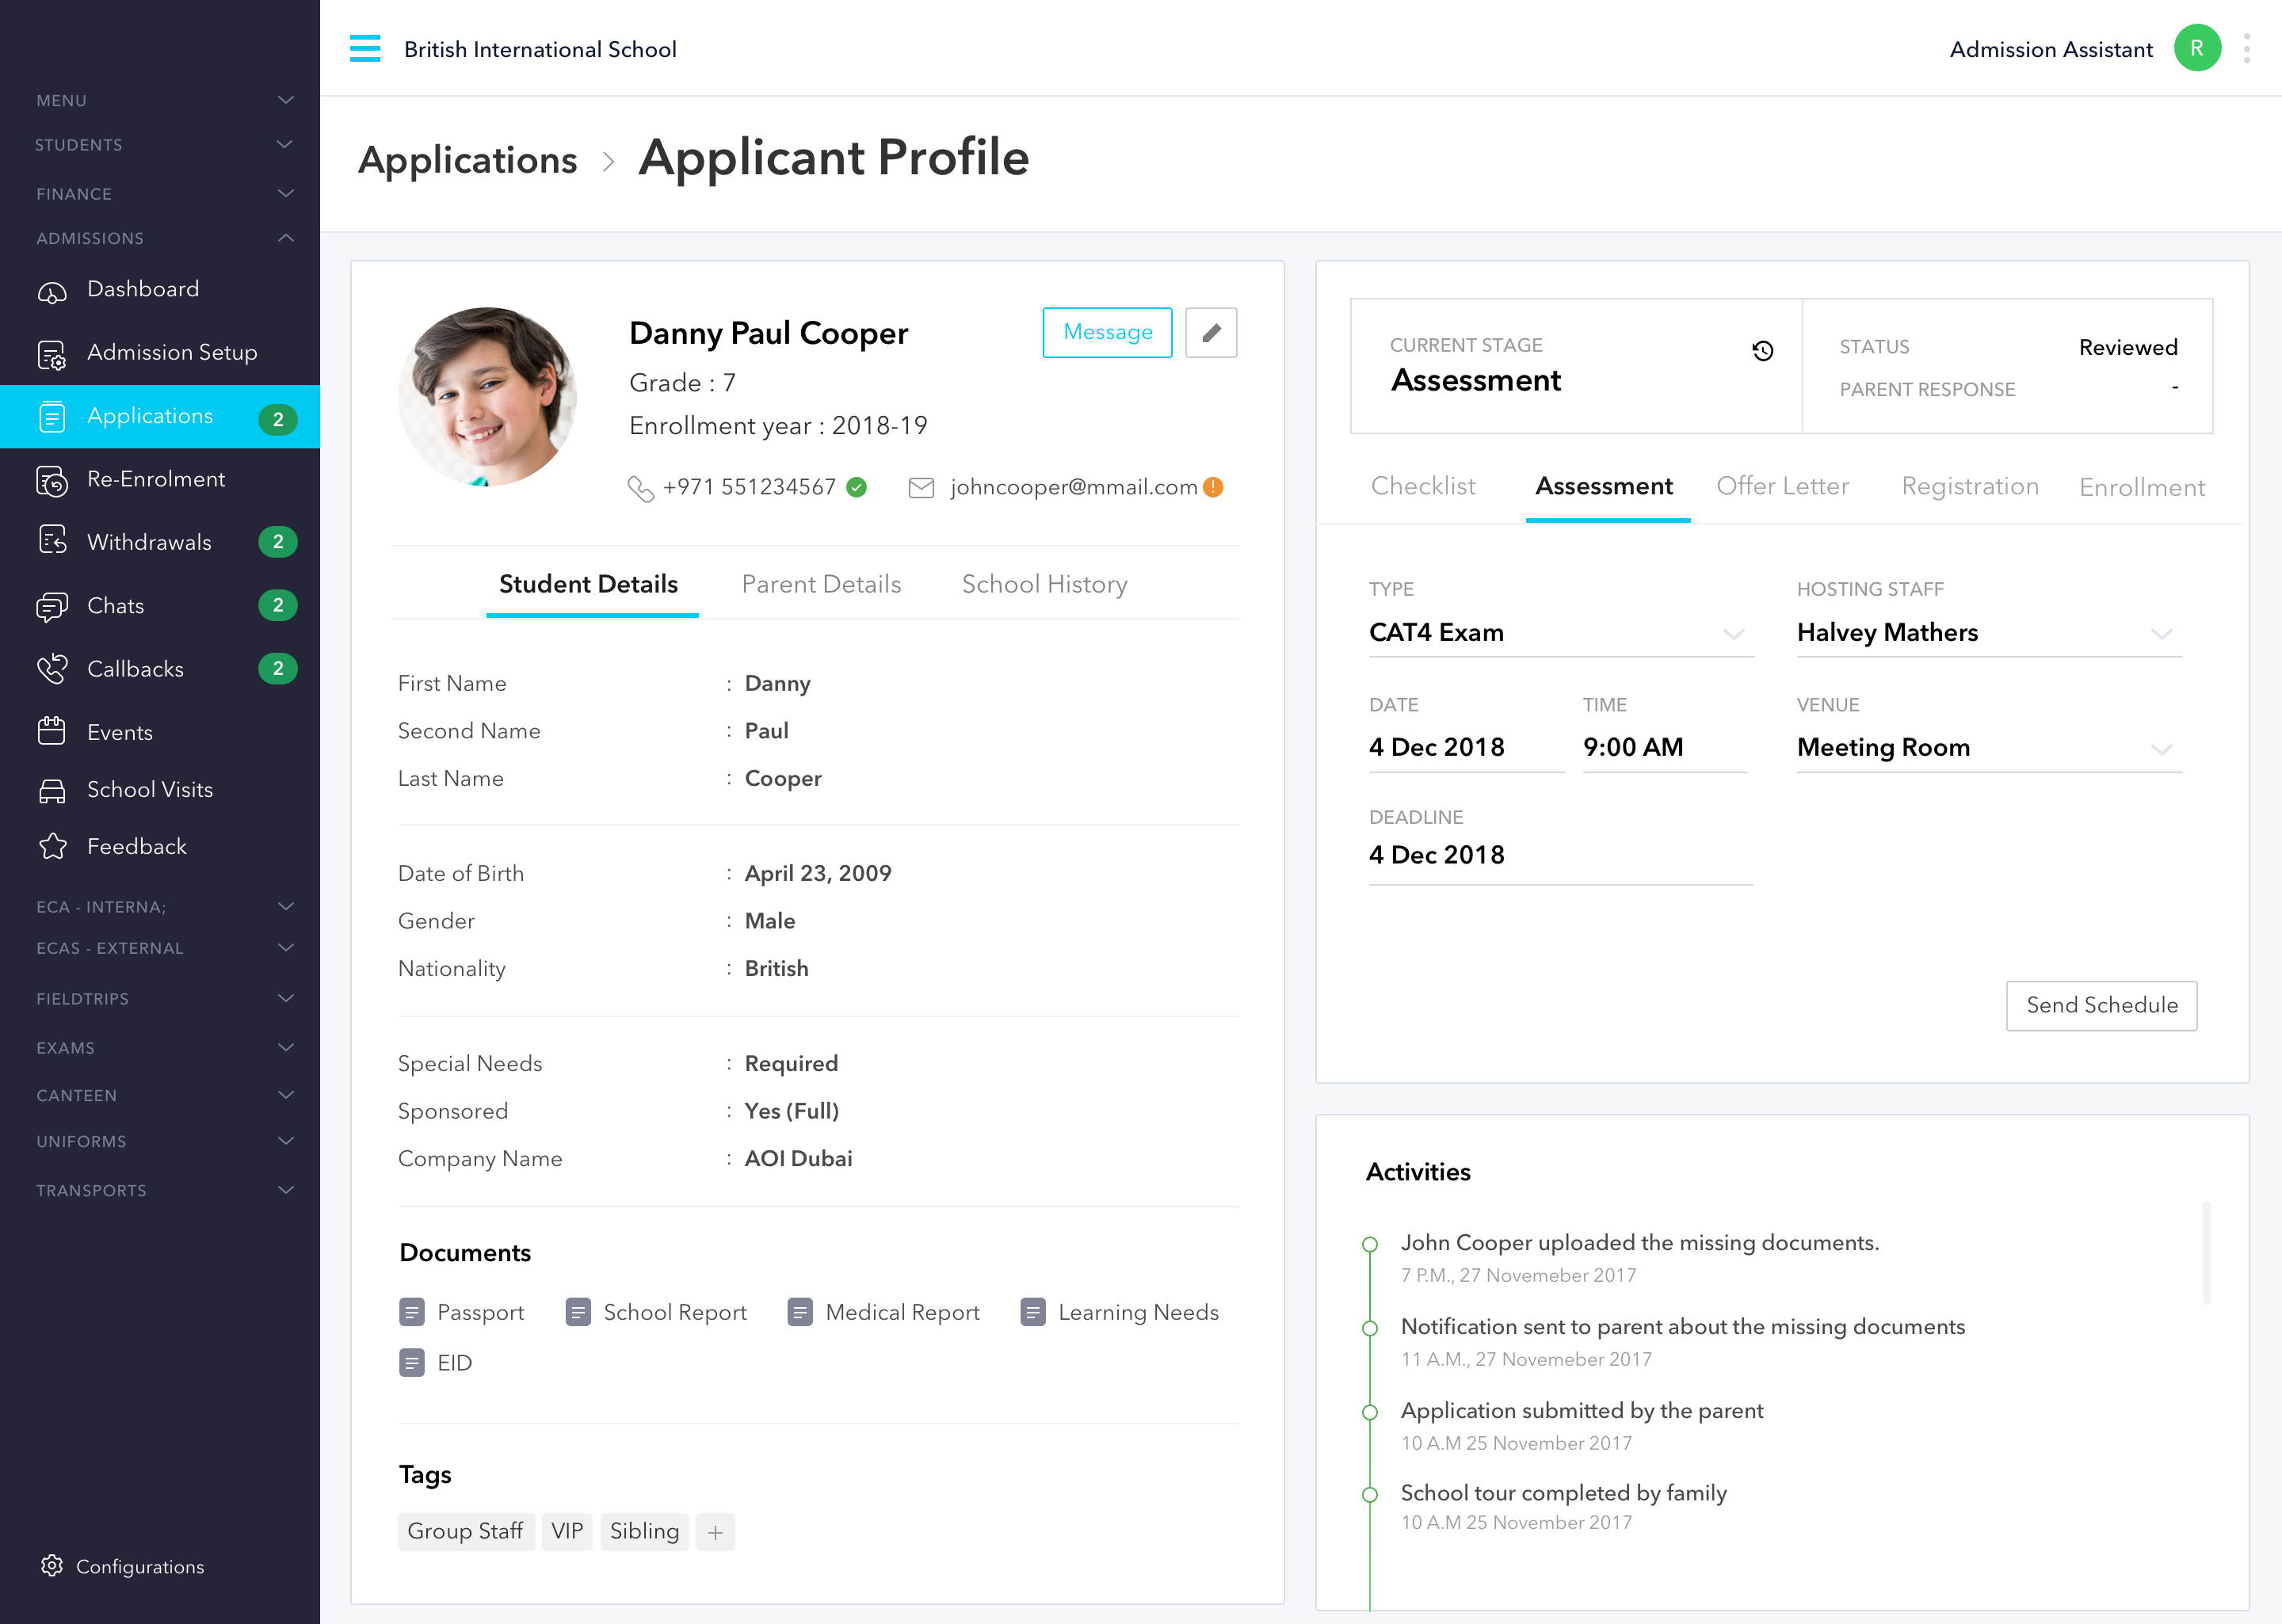 British International School
Admission Assistant
R
MENU
STUDENTS
FINANCE
ADMISSIONS
Dashboard
Admission Setup
Applications 2
Re-Enrolment
Withdrawals 2
Chats 2
Callbacks 2
Events
School Visits
Feedback
ECA - INTERNA;
ECAS - EXTERNAL
FIELDTRIPS
EXAMS
CANTEEN
UNIFORMS
TRANSPORTS
Configurations
Applications > Applicant Profile
Danny Paul Cooper
Message
Grade : 7
Enrollment year : 2018-19
+971 551234567
johncooper@mmail.com
Student Details Parent Details School History
First Name : Danny
Second Name : Paul
Last Name : Cooper
Date of Birth : April 23, 2009
Gender : Male
Nationality : British
Special Needs : Required
Sponsored : Yes (Full)
Company Name : AOI Dubai
Documents
Passport School Report Medical Report Learning Needs
EID
Tags
Group Staff VIP Sibling +
CURRENT STAGE
Assessment
STATUS Reviewed
PARENT RESPONSE -
Checklist Assessment Offer Letter Registration Enrollment
TYPE
CAT4 Exam
HOSTING STAFF
Halvey Mathers
DATE
4 Dec 2018
TIME
9:00 AM
VENUE
Meeting Room
DEADLINE
4 Dec 2018
Send Schedule
Activities
John Cooper uploaded the missing documents.
7 P.M., 27 Novemeber 2017
Notification sent to parent about the missing documents
11 A.M., 27 Novemeber 2017
Application submitted by the parent
10 A.M 25 November 2017
School tour completed by family
10 A.M 25 November 2017